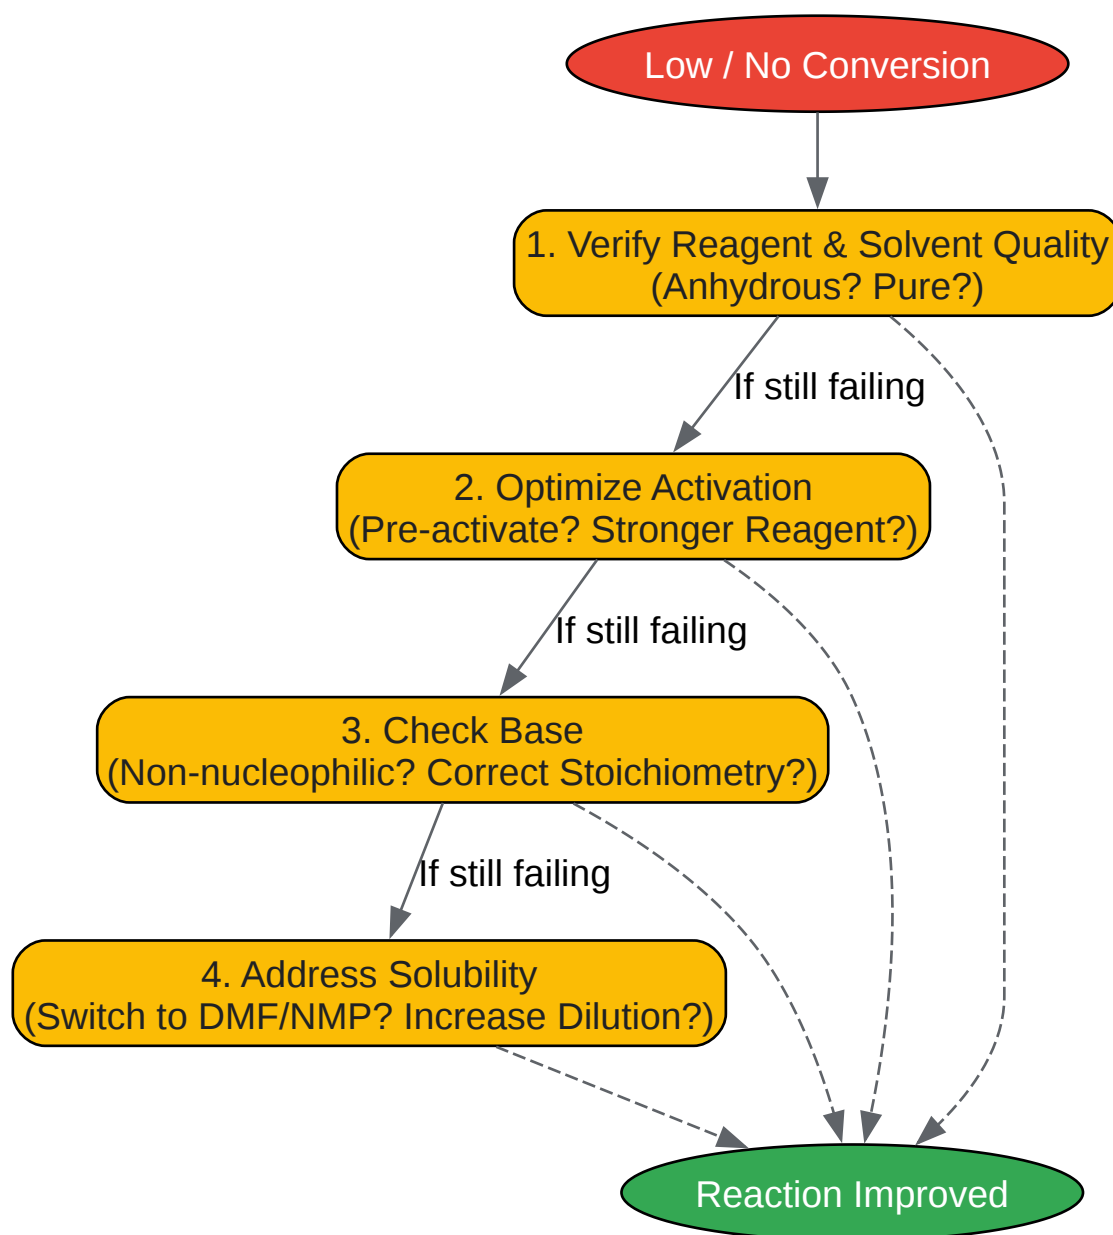 Low / No Conversion
1. Verify Reagent & Solvent Quality
(Anhydrous? Pure?)
If still failing
2. Optimize Activation
(Pre-activate? Stronger Reagent?)
If still failing
3. Check Base
(Non-nucleophilic? Correct Stoichiometry?)
If still failing
4. Address Solubility
(Switch to DMF/NMP? Increase Dilution?)
Reaction Improved